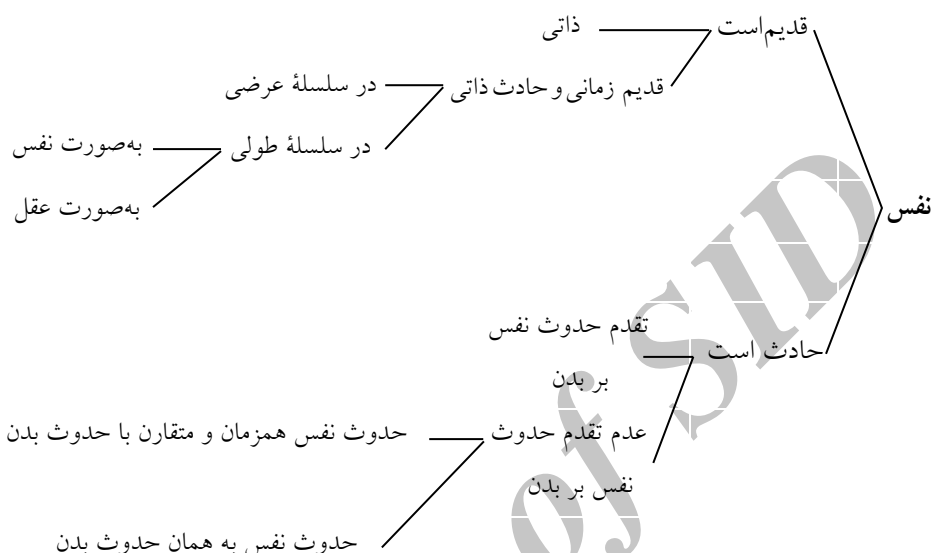 قدیم‌است
ذاتی
قدیم زمانی و حادث ذاتی
در سلسلهٔ عرضی
در سلسلهٔ طولی
به‌صورت نفس
به‌صورت عقل
نفس
حادث است
تقدم حدوث نفس
بر بدن
عدم تقدم حدوث
نفس بر بدن
حدوث نفس همزمان و متقارن با حدوث بدن
حدوث نفس به همان حدوث بدن
of SID